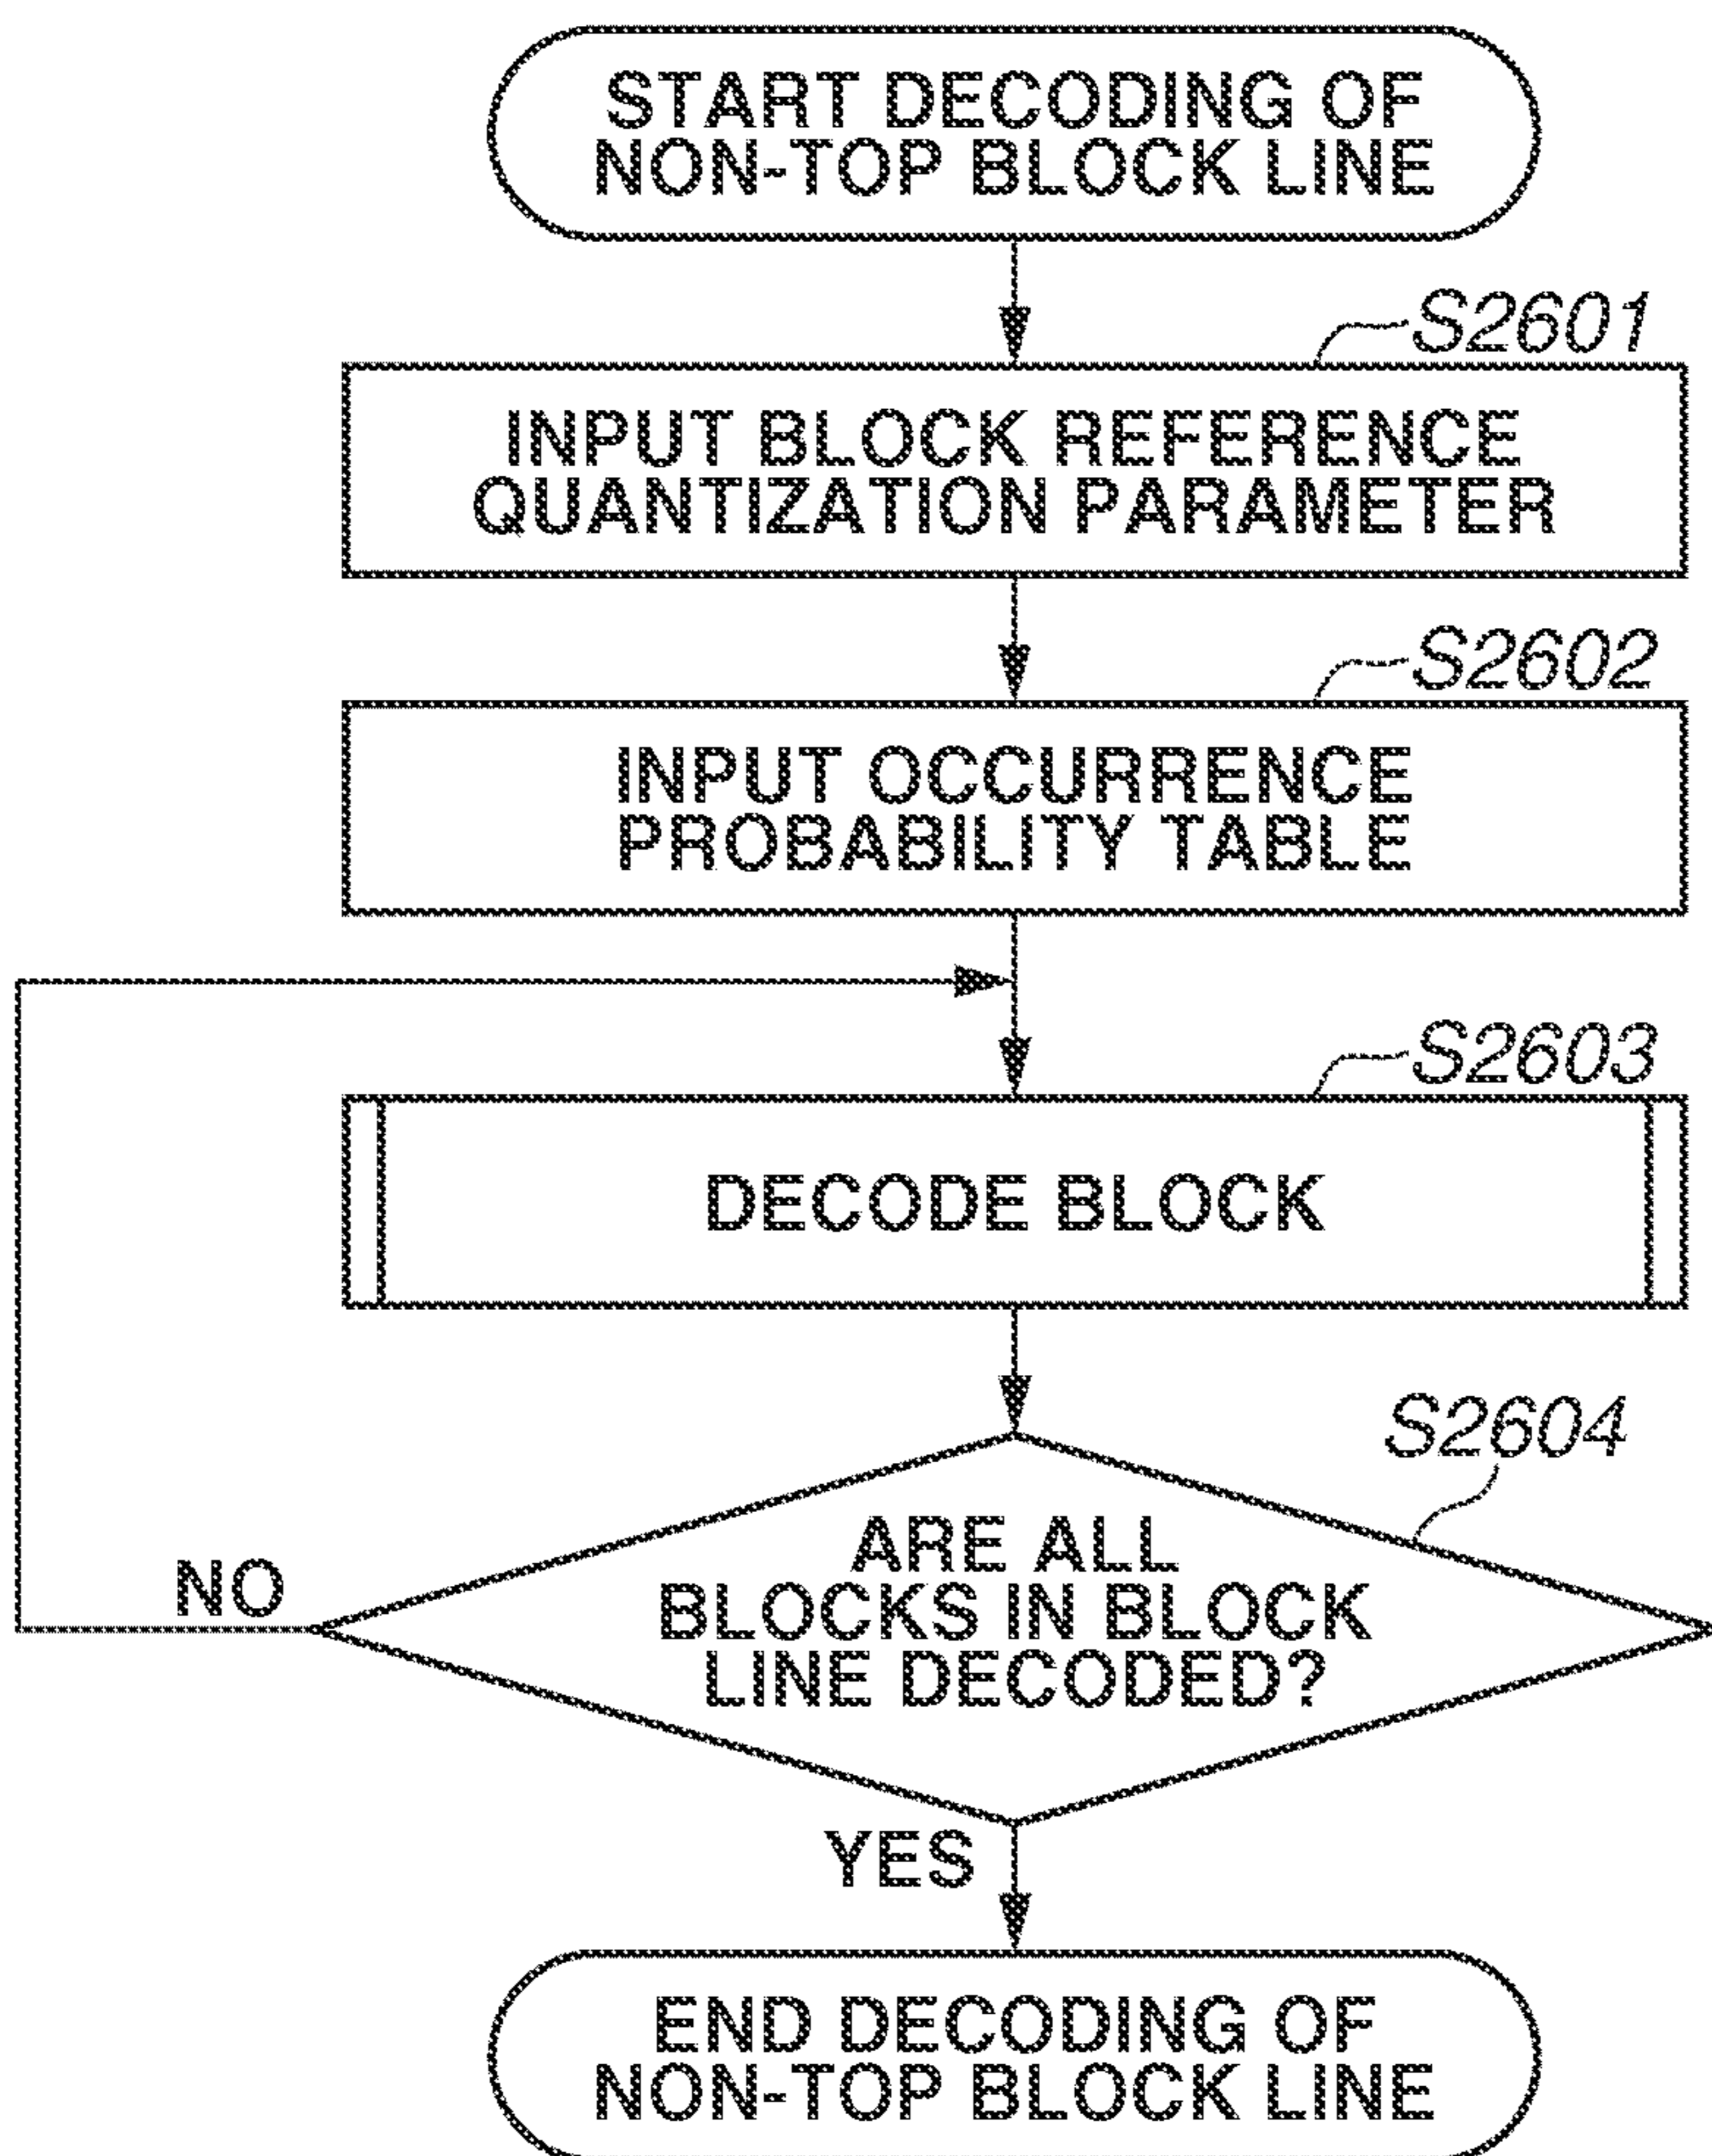 START DECODING OF
NON-TOP BLOCK LINE
S2601
INPUT BLOCK REFERENCE
QUANTIZATION PARAMETER
S2602
INPUT OCCURRENCE
PROBABILITY TABLE
S2603
DECODE BLOCK
S2604
ARE ALL
BLOCKS IN BLOCK
LINE DECODED?
NO
YES
END DECODING OF
NON-TOP BLOCK LINE